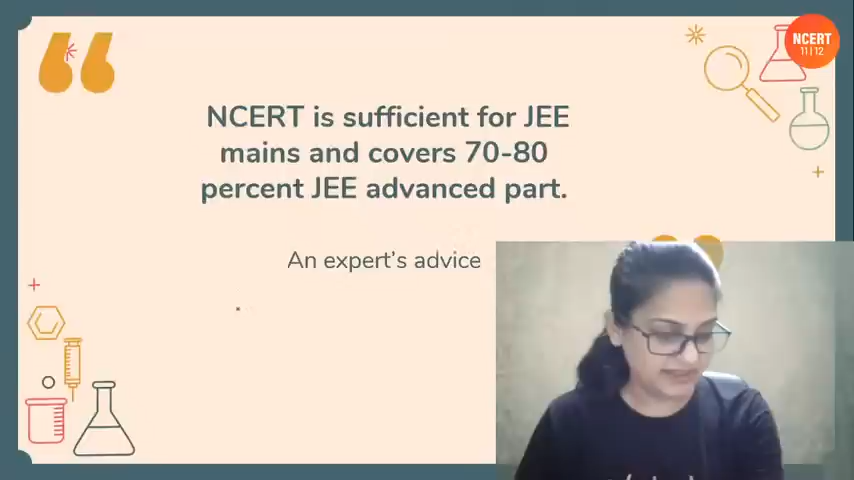 NCERT
11|12
NCERT is sufficient for JEE
mains and covers 70-80
percent JEE advanced part.
An expert's advice